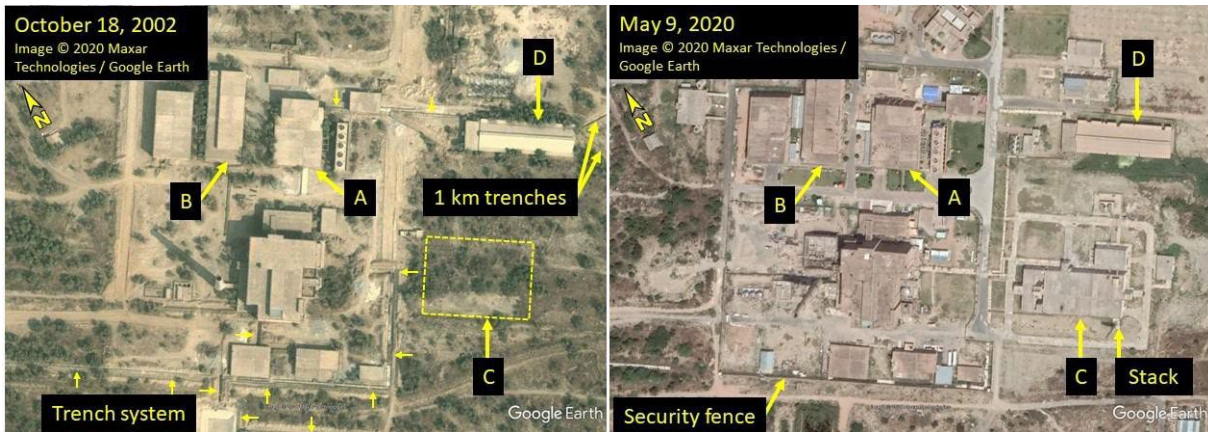 October 18, 2002
Image © 2020 Maxar
Technologies / Google Earth
N
D
B
A
1 km trenches
C
Trench system
Google Earth
May 9, 2020
Image © 2020 Maxar Technologies /
Google Earth
N
D
B
A
C
Stack
Security fence
Google Earth